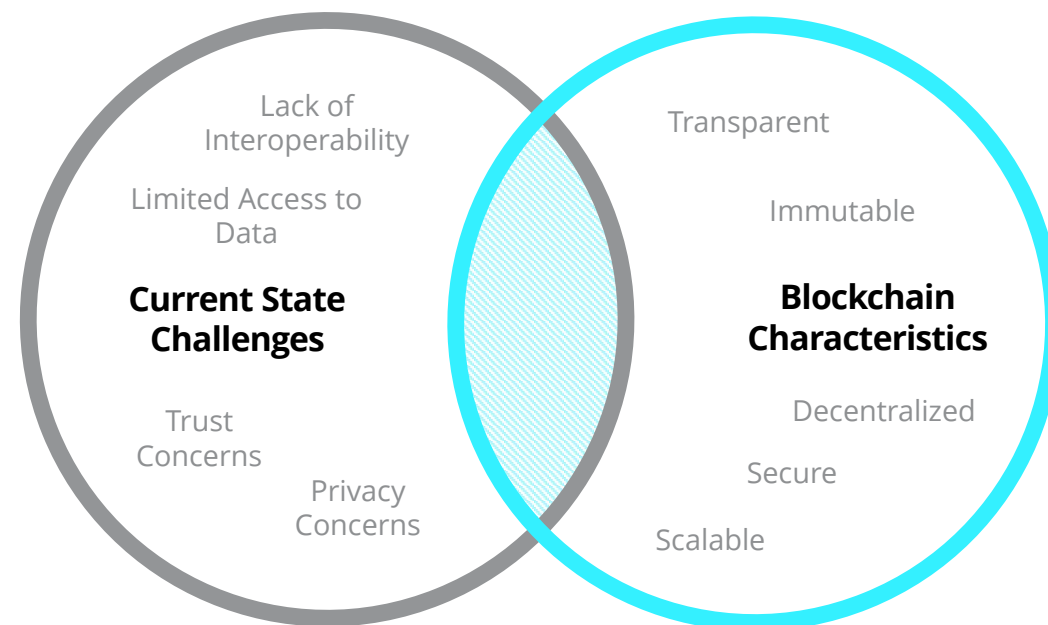 Lack of
Interoperability
Limited Access to
Data
Current State
Challenges
Trust
Concerns
Privacy
Concerns
Transparent
Immutable
Blockchain
Characteristics
Decentralized
Secure
Scalable